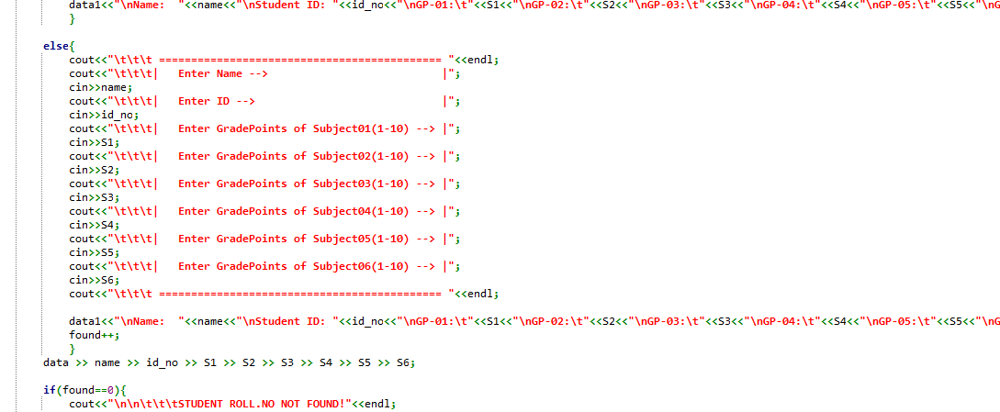 data1<<"\nName:  "<<name<<"\nStudent ID: "<<id_no<<"\nGP-01:\t"<<S1<<"\nGP-02:\t"<<S2<<"\nGP-03:\t"<<S3<<"\nGP-04:\t"<<S4<<"\nGP-05:\t"<<S5<<"\nG
}
else{
cout<<"\t\t\t ============================================ "<<endl;
cout<<"\t\t\t|   Enter Name -->                           |";
cin>>name;
cout<<"\t\t\t|   Enter ID -->                             |";
cin>>id_no;
cout<<"\t\t\t|   Enter GradePoints of Subject01(1-10) --> |";
cin>>S1;
cout<<"\t\t\t|   Enter GradePoints of Subject02(1-10) --> |";
cin>>S2;
cout<<"\t\t\t|   Enter GradePoints of Subject03(1-10) --> |";
cin>>S3;
cout<<"\t\t\t|   Enter GradePoints of Subject04(1-10) --> |";
cin>>S4;
cout<<"\t\t\t|   Enter GradePoints of Subject05(1-10) --> |";
cin>>S5;
cout<<"\t\t\t|   Enter GradePoints of Subject06(1-10) --> |";
cin>>S6;
cout<<"\t\t\t ============================================ "<<endl;
data1<<"\nName:  "<<name<<"\nStudent ID: "<<id_no<<"\nGP-01:\t"<<S1<<"\nGP-02:\t"<<S2<<"\nGP-03:\t"<<S3<<"\nGP-04:\t"<<S4<<"\nGP-05:\t"<<S5<<"\nG
found++;
}
data >> name >> id_no >> S1 >> S2 >> S3 >> S4 >> S5 >> S6;
if(found==0){
cout<<"\n\n\t\t\tSTUDENT ROLL.NO NOT FOUND!"<<endl;